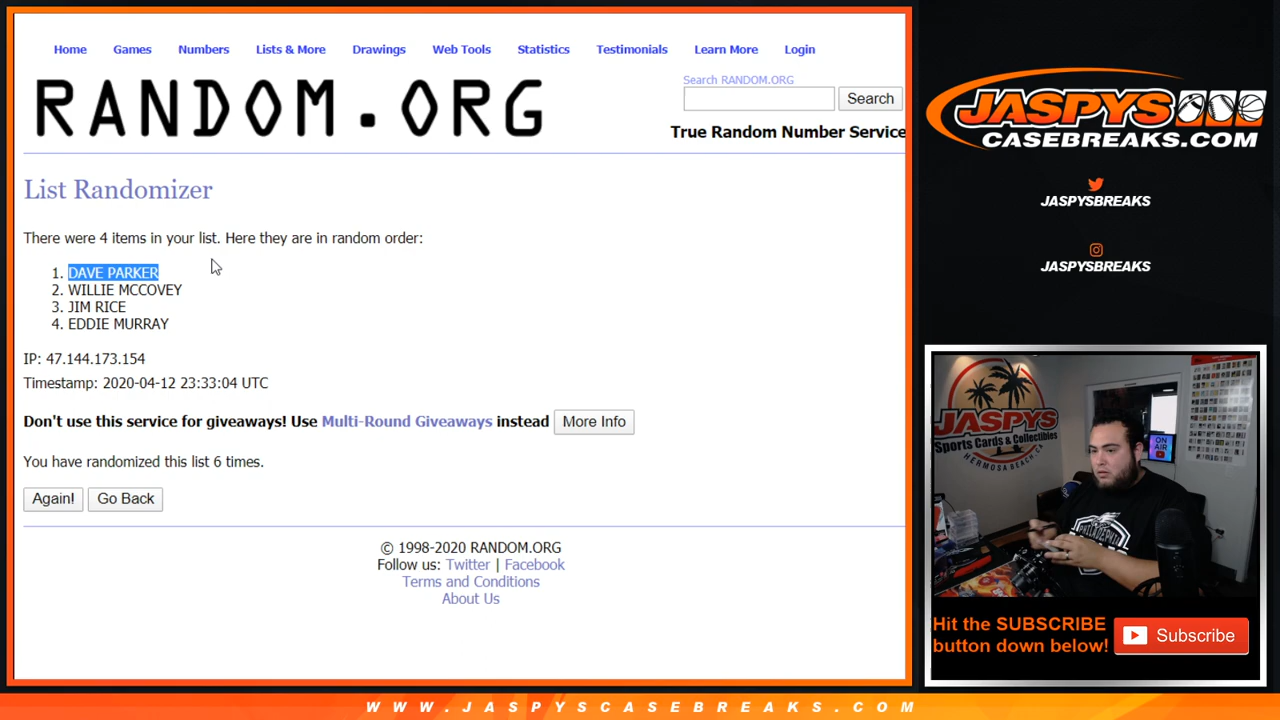 Home Games Numbers Lists & More Drawings Web Tools Statistics Testimonials Learn More Login
RANDOM.ORG
Search RANDOM.ORG
Search
True Random Number Service
List Randomizer
There were 4 items in your list. Here they are in random order:
1. DAVE PARKER
2. WILLIE MCCOVEY
3. JIM RICE
4. EDDIE MURRAY
IP: 47.144.173.154
Timestamp: 2020-04-12 23:33:04 UTC
Don't use this service for giveaways! Use Multi-Round Giveaways instead More Info
You have randomized this list 6 times.
Again! Go Back
© 1998-2020 RANDOM.ORG
Follow us: Twitter | Facebook
Terms and Conditions
About Us
JASPYS
CASEBREAKS.COM
JASPYSBREAKS
JASPYSBREAKS
JASPYS
Sports Cards & Collectibles
HERMOSA BEACH, CA
ON
AIR
PHILADELPHIA
Hit the SUBSCRIBE
button down below!
Subscribe
WWW.JASPYSCASEBREAKS.COM